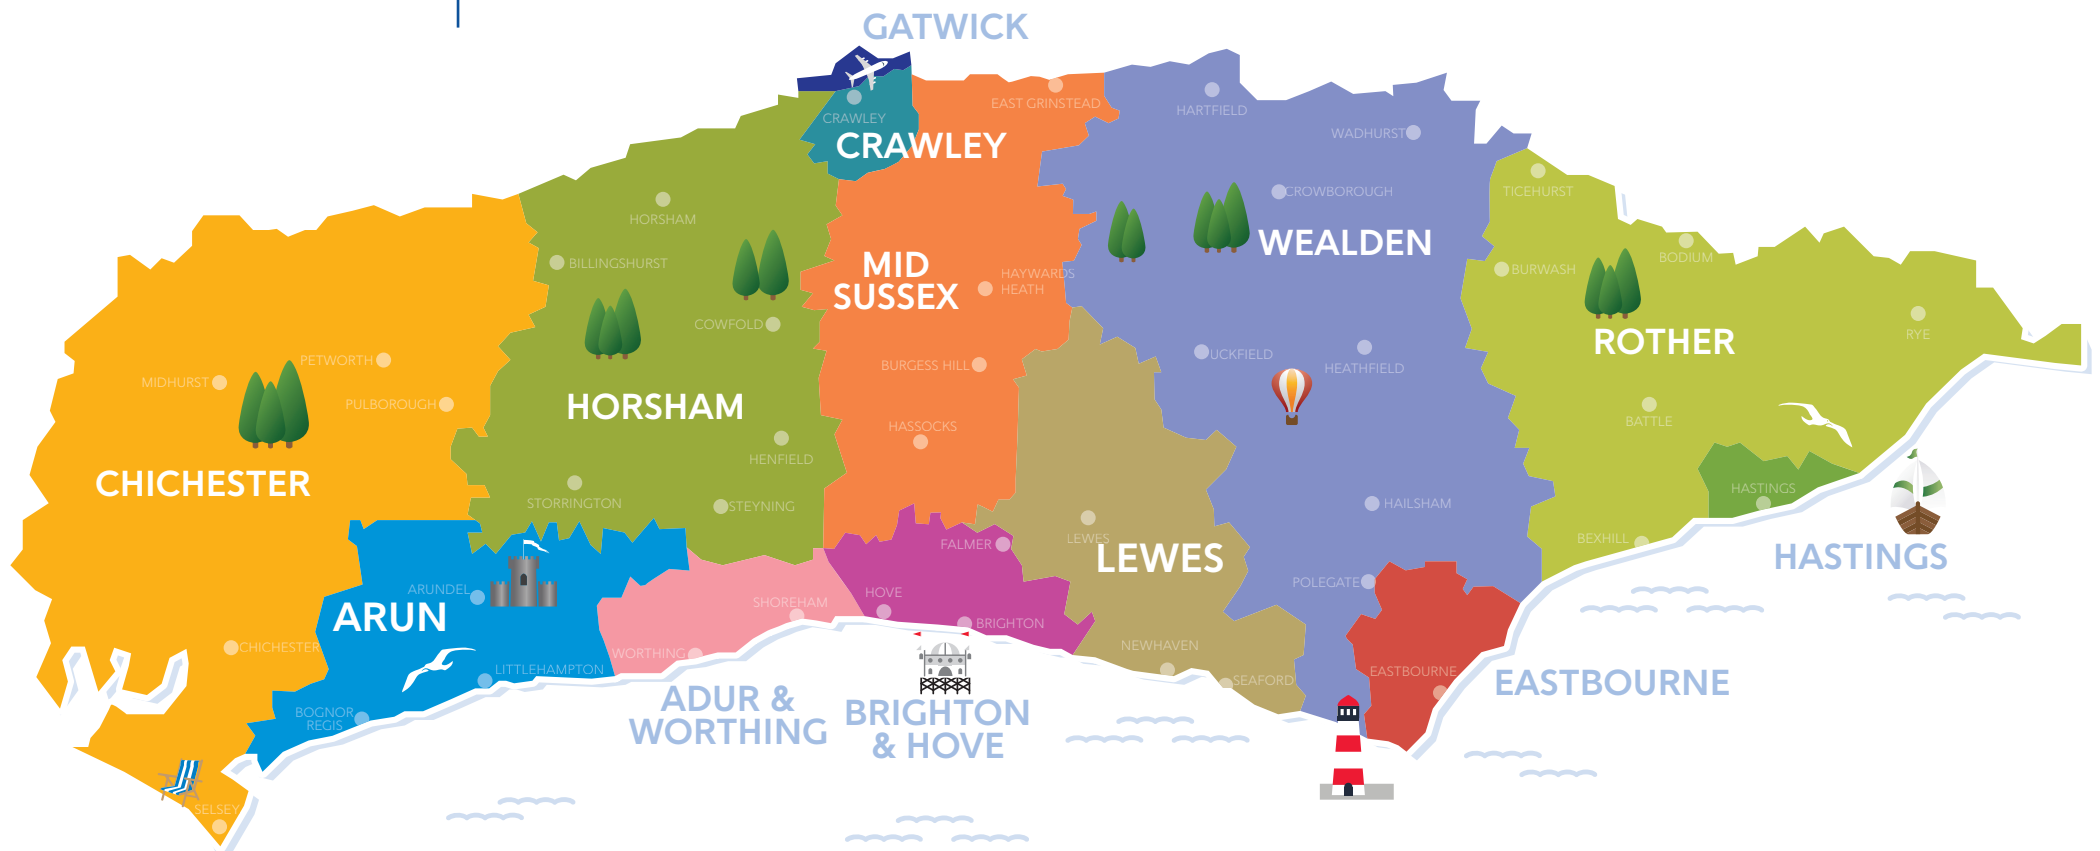 GATWICK
EAST GRINSTEAD
HARTFIELD
CRAWLEY
CRAWLEY
WADHURST
CROWBOROUGH
TICEHURST
HORSHAM
WEALDEN
BODIUM
BILLINGSHURST
MID
SUSSEX
HAYWARDS
HEATH
BURWASH
COWFOLD
ROTHER
RYE
PETWORTH
MIDHURST
PULBOROUGH
BURGESS HILL
UCKFIELD
HEATHFIELD
HORSHAM
BATTLE
HASSOCKS
HENFIELD
CHICHESTER
STORRINGTON
STEYNING
HAILSHAM
HASTINGS
FALMER
LEWES
LEWES
BEXHILL
HASTINGS
ARUNDEL
ARUN
SHOREHAM
HOVE
BRIGHTON
POLEGATE
CHICHESTER
WORTHING
LITTLEHAMPTON
NEWHAVEN
SEAFORD
EASTBOURNE
EASTBOURNE
BOGNOR
REGIS
ADUR &
WORTHING
BRIGHTON
& HOVE
SELSEY